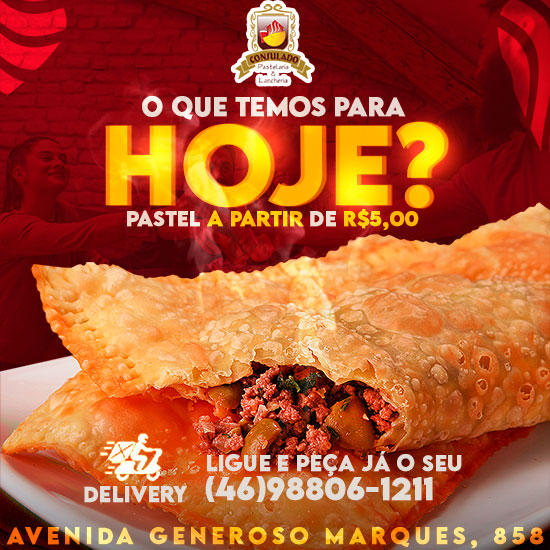 CONJULADO
Pastelaria
&
Lancheria
O QUE TEMOS PARA
HOJE?
PASTEL A PARTIR DE R$5,00
LIGUE E PEÇA JÁ O SEU
DELIVERY (46)98806-1211
AVENIDA GENEROSO MARQUES, 858